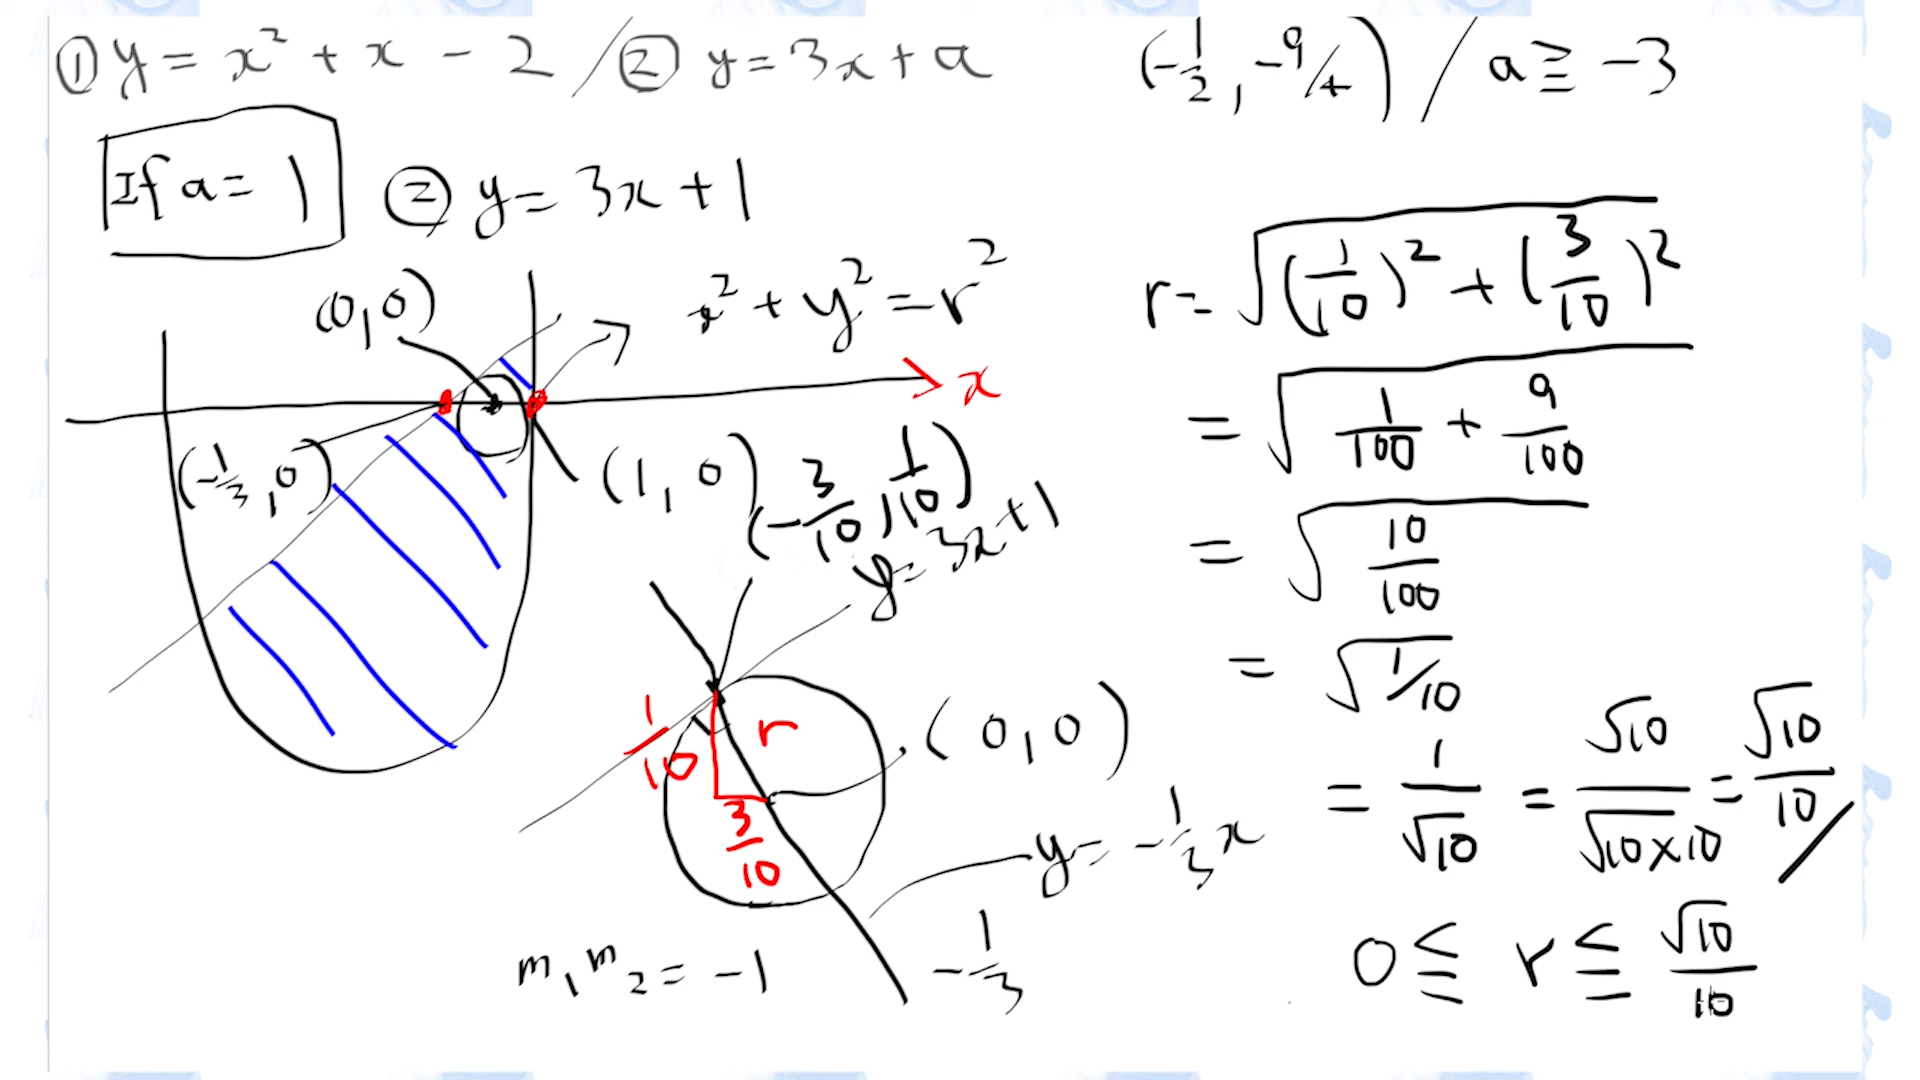 ① y = x² + x - 2 / ② y = 3x + a
(-1/2, -9/4) / a ≧ -3
If a = 1
② y = 3x + 1
(0,0)
x² + y² = r²
x
(-1/3, 0)
(1, 0)
(-3/10, 1/10)
y = 3x + 1
1/10
r
3/10
(0,0)
y = -1/3 x
-1/3
m₁m₂ = -1
r = √(1/10)² + (3/10)²
= √1/100 + 9/100
= √10/100
= √1/10
= 1/√10 = √10/√10×10 = √10/10 /
0 ≦ r ≦ √10/10